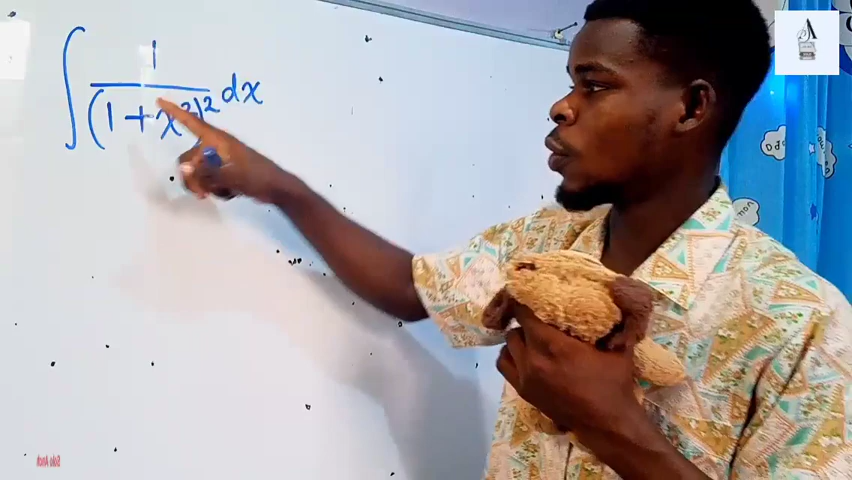 ∫ 1/(1+x²)² dx